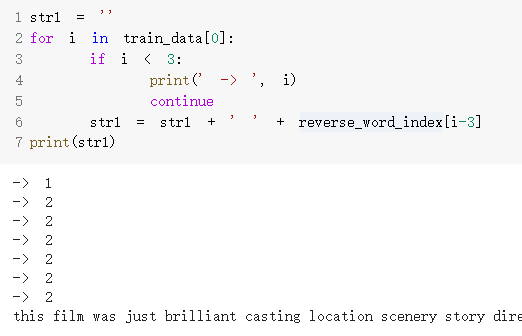 1 str1 = ''
2 for i in train_data[0]:
3 if i < 3:
4 print(' -> ', i)
5 continue
6 str1 = str1 + ' ' + reverse_word_index[i-3]
7 print(str1)
-> 1
-> 2
-> 2
-> 2
-> 2
-> 2
-> 2
this film was just brilliant casting location scenery story dire